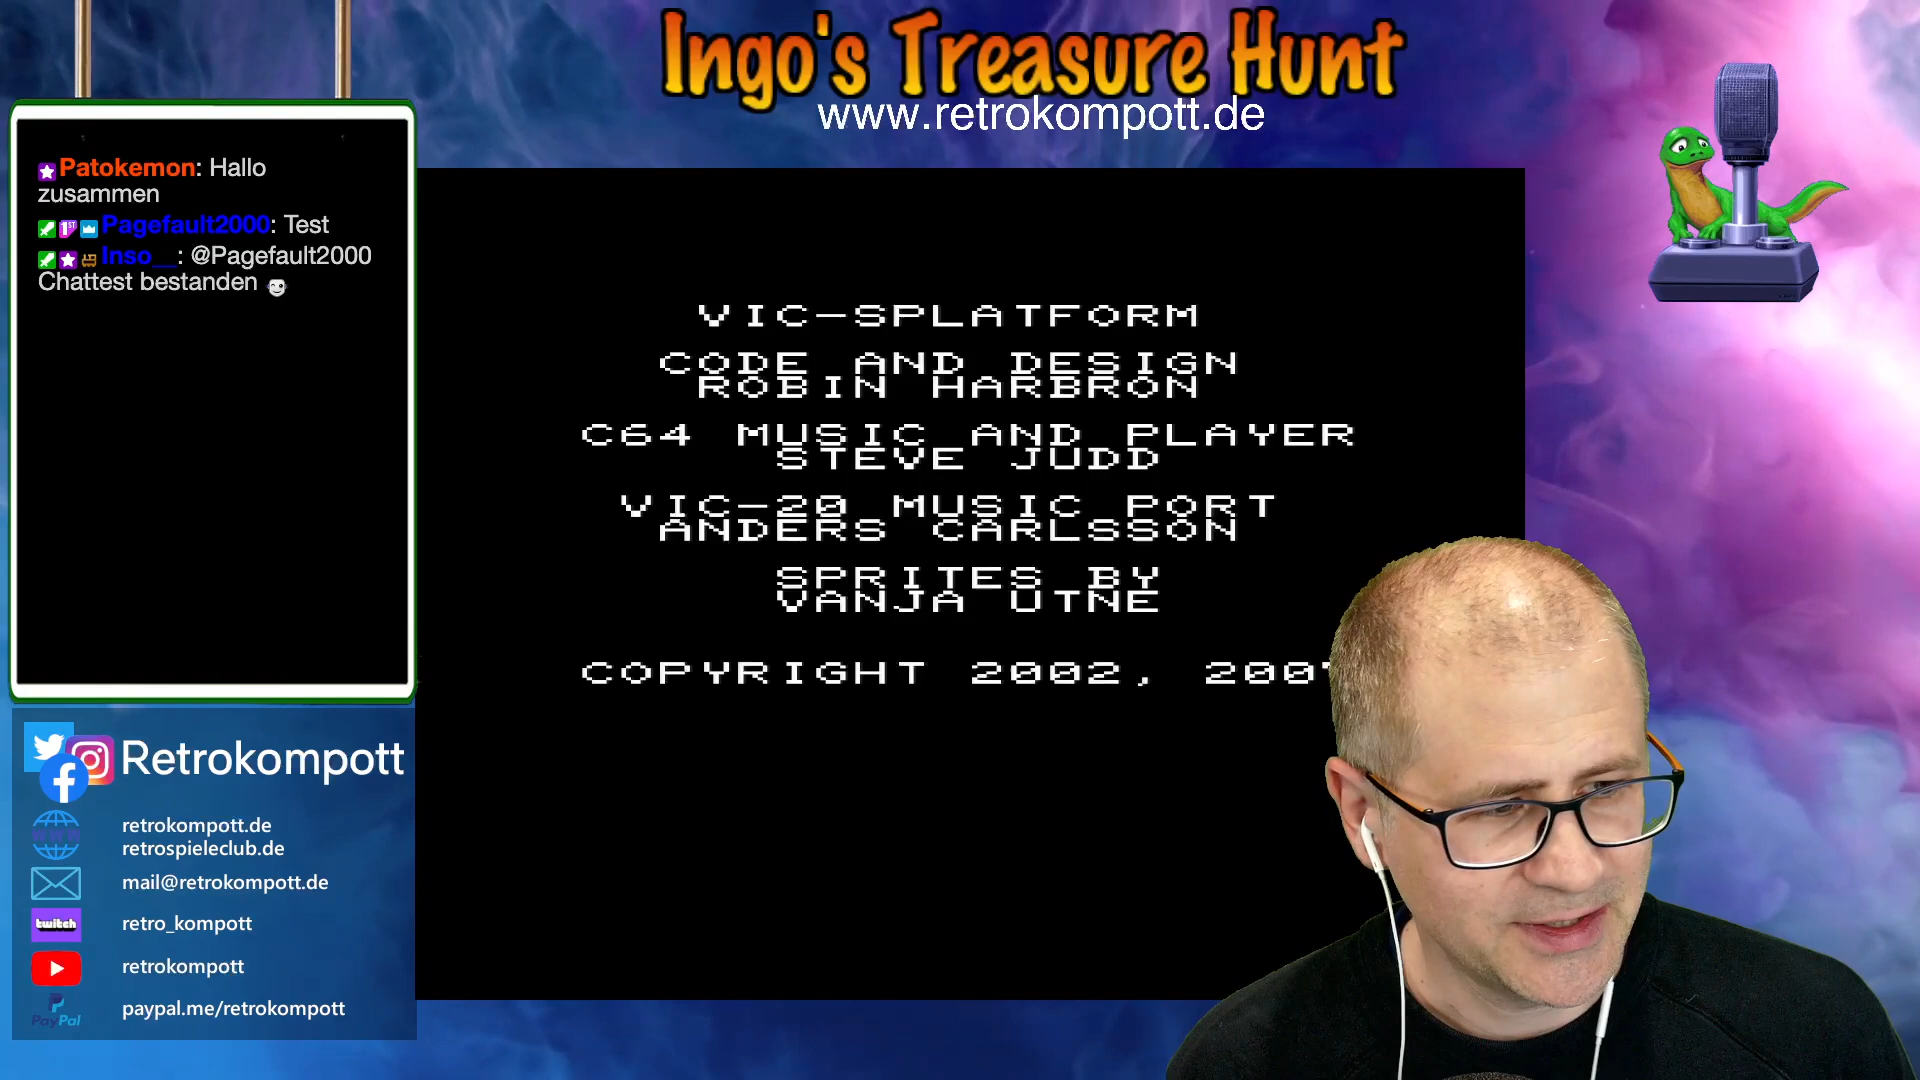 Ingo's Treasure Hunt
www.retrokompott.de
Patokemon: Hallo
zusammen
Pagefault2000: Test
Inso__: @Pagefault2000
Chattest bestanden
VIC-SPLATFORM
CODE AND DESIGN
ROBIN HARBRON
C64 MUSIC AND PLAYER
STEVE JUDD
VIC-20 MUSIC PORT
ANDERS CARLSSON
SPRITES BY
VANJA UTNE
COPYRIGHT 2002,
Retrokompott
WWW
retrokompott.de
retrospieleclub.de
mail@retrokompott.de
twitch
retro_kompott
retrokompott
PayPal
paypal.me/retrokompott